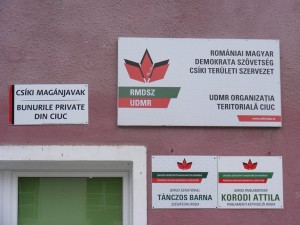 CSÍKI MAGÁNJAVAK
BUNURILE PRIVATE
DIN CIUC
RMDSZ
UDMR
ROMÁNIAI MAGYAR
DEMOKRATA SZÖVETSÉG
CSÍKI TERÜLETI SZERVEZET
UDMR ORGANIZAȚIA
TERITORIALĂ CIUC
TÁNCZOS BARNA
KORODI ATTILA